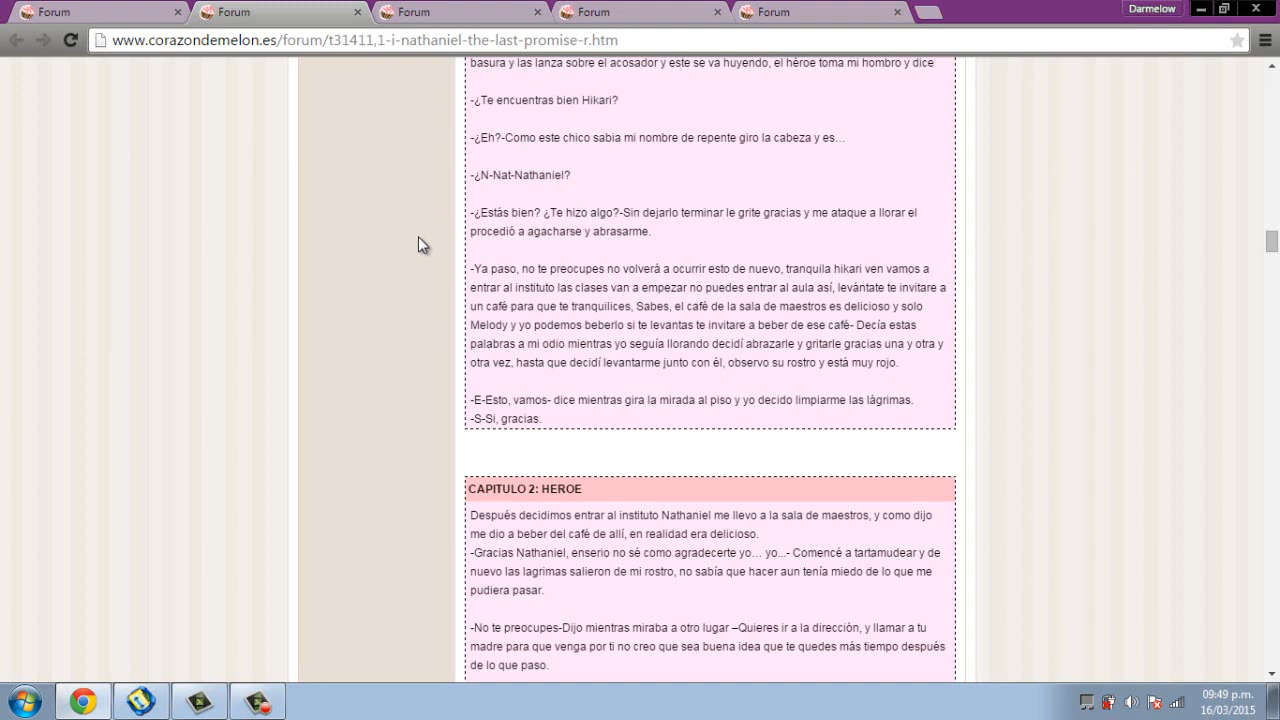 Forum
Forum
Forum
Forum
Forum
Darmelow
www.corazondemelon.es/forum/t31411,1-i-nathaniel-the-last-promise-r.htm
basura y las lanza sobre el acosador y este se va huyendo, el héroe toma mi hombro y dice
-¿Te encuentras bien Hikari?
-¿Eh?-Como este chico sabia mi nombre de repente giro la cabeza y es...
-¿N-Nat-Nathaniel?
-¿Estás bien? ¿Te hizo algo?-Sin dejarlo terminar le grite gracias y me ataque a llorar el
procedió a agacharse y abrasarme.
-Ya paso, no te preocupes no volverá a ocurrir esto de nuevo, tranquila hikari ven vamos a
entrar al instituto las clases van a empezar no puedes entrar al aula así, levántate te invitare a
un café para que te tranquilices, Sabes, el café de la sala de maestros es delicioso y solo
Melody y yo podemos beberlo si te levantas te invitare a beber de ese café- Decía estas
palabras a mi odio mientras yo seguía llorando decidí abrazarle y gritarle gracias una y otra y
otra vez, hasta que decidí levantarme junto con él, observo su rostro y está muy rojo.
-E-Esto, vamos- dice mientras gira la mirada al piso y yo decido limpiarme las lágrimas.
-S-Si, gracias.
CAPITULO 2: HEROE
Después decidimos entrar al instituto Nathaniel me llevo a la sala de maestros, y como dijo
me dio a beber del café de allí, en realidad era delicioso.
-Gracias Nathaniel, enserio no sé como agradecerte yo... yo...- Comencé a tartamudear y de
nuevo las lagrimas salieron de mi rostro, no sabía que hacer aun tenía miedo de lo que me
pudiera pasar.
-No te preocupes-Dijo mientras miraba a otro lugar –Quieres ir a la dirección, y llamar a tu
madre para que venga por ti no creo que sea buena idea que te quedes más tiempo después
de lo que paso.
09:49 p.m.
16/03/2015